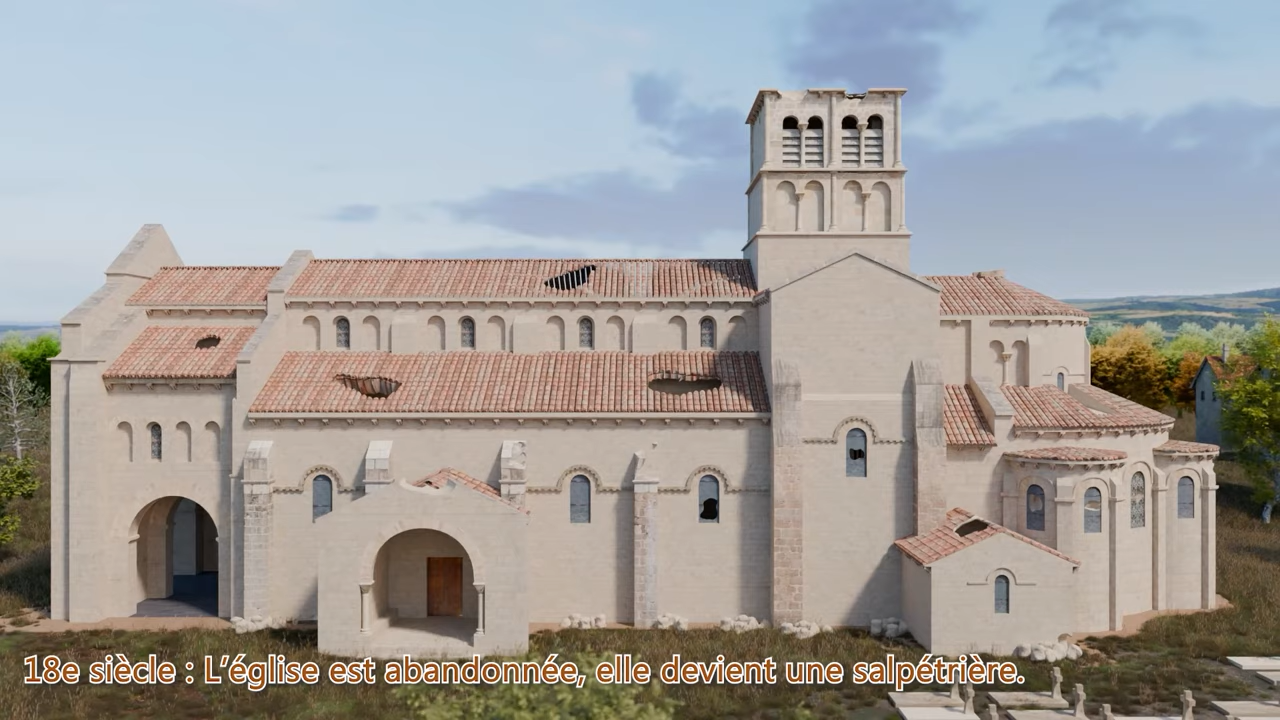 18e siècle : L’église est abandonnée, elle devient une salpétrière.